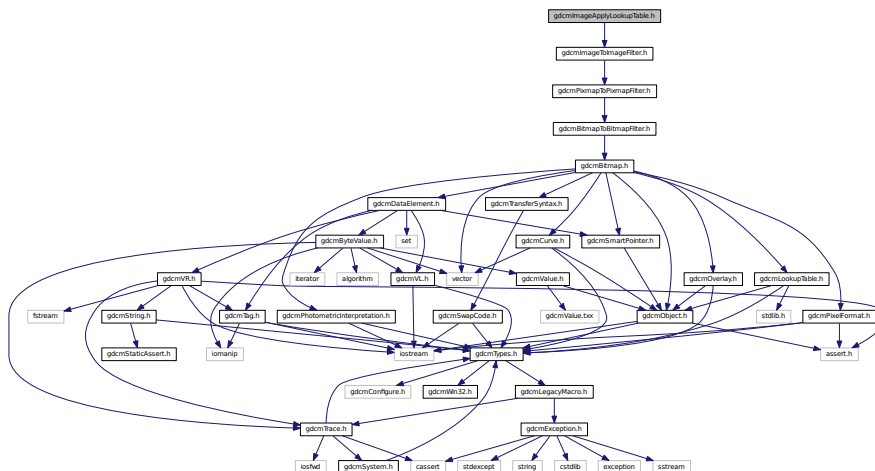 gdcmImageApplyLookupTable.h
gdcmImageToImageFilter.h
gdcmPixmapToPixmapFilter.h
gdcmBitmapToBitmapFilter.h
gdcmBitmap.h
gdcmDataElement.h
gdcmTransferSyntax.h
gdcmByteValue.h
set
gdcmCurve.h
gdcmSmartPointer.h
gdcmVR.h
iterator
algorithm
gdcmVL.h
vector
gdcmValue.h
gdcmOverlay.h
gdcmLookupTable.h
fstream
gdcmString.h
gdcmTag.h
gdcmPhotometricInterpretation.h
gdcmSwapCode.h
gdcmValue.txx
gdcmObject.h
stdlib.h
gdcmPixelFormat.h
gdcmStaticAssert.h
iomanip
iostream
gdcmTypes.h
assert.h
gdcmConfigure.h
gdcmWin32.h
gdcmLegacyMacro.h
gdcmTrace.h
gdcmException.h
iosfwd
gdcmSystem.h
cassert
stdexcept
string
cstdlib
exception
sstream